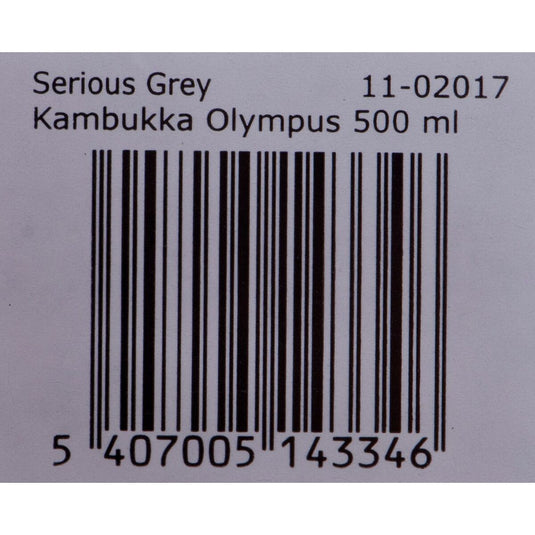 Serious Grey 11-02017
Kambukka Olympus 500 ml
5 407005 143346